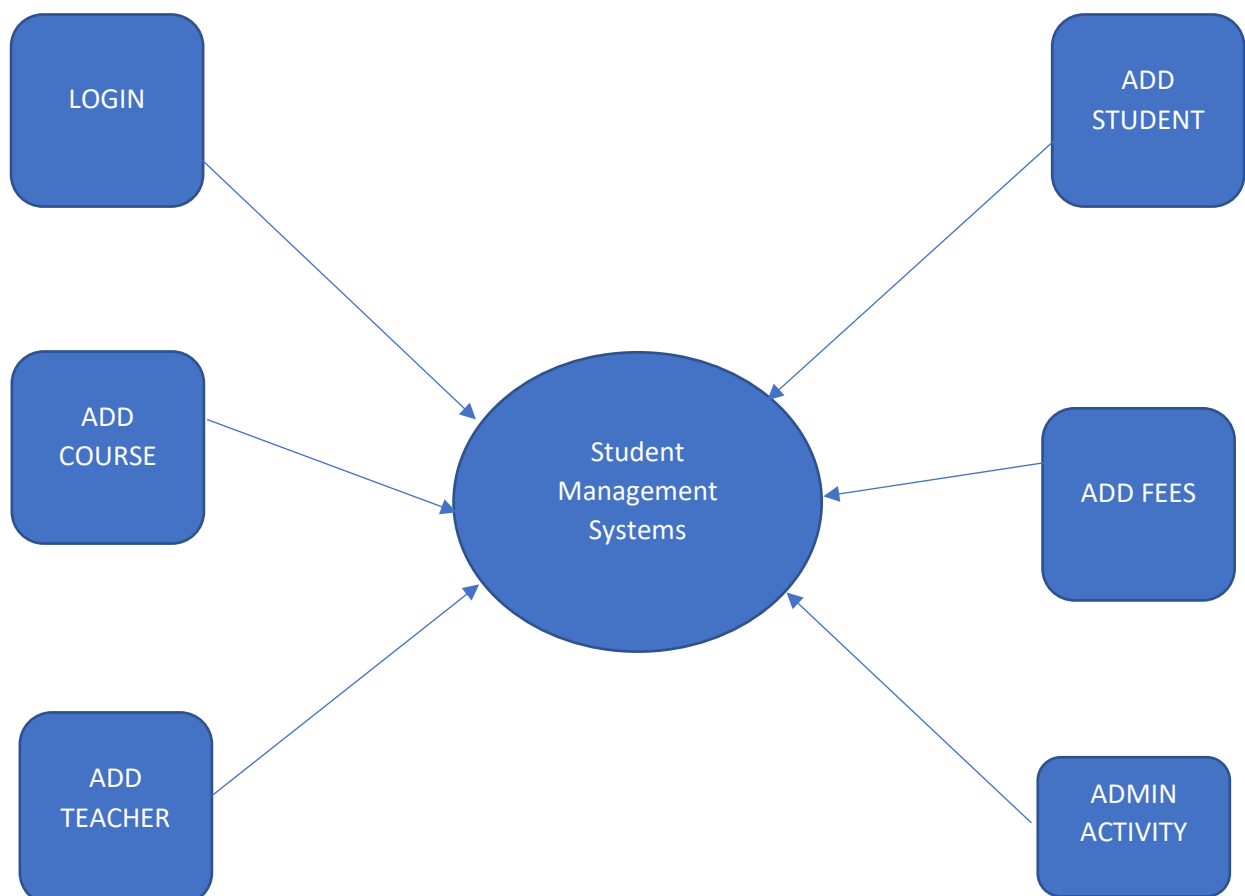 LOGIN
ADD
STUDENT
ADD
COURSE
Student
Management
Systems
ADD FEES
ADD
TEACHER
ADMIN
ACTIVITY